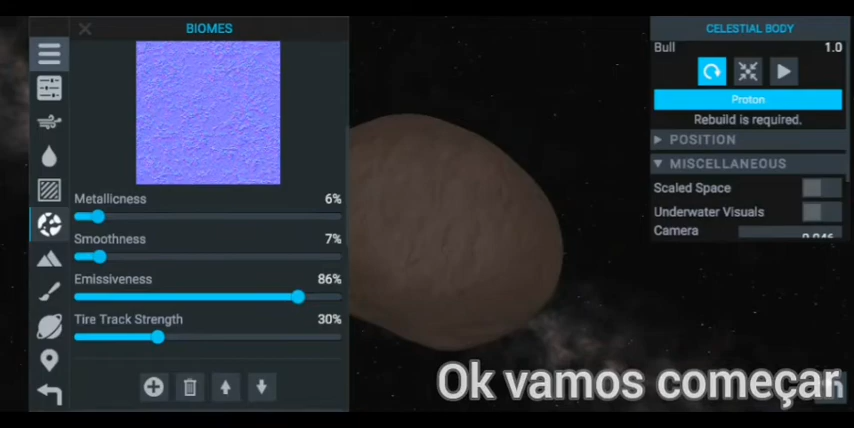 BIOMES
Metallicness 6%
Smoothness 7%
Emissiveness 86%
Tire Track Strength 30%
CELESTIAL BODY
Bull 1.0
Proton
Rebuild is required.
POSITION
MISCELLANEOUS
Scaled Space
Underwater Visuals
Camera
Ok vamos começar